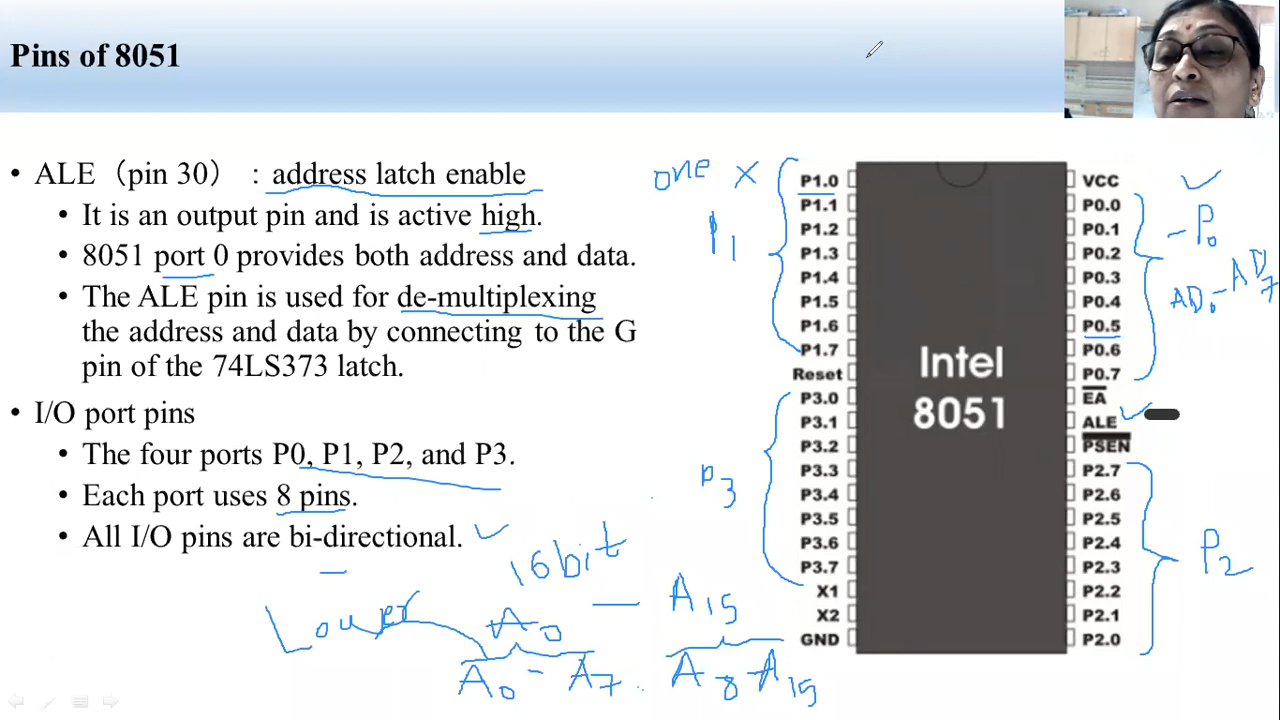 Pins of 8051
• ALE（pin 30） : address latch enable
• It is an output pin and is active high.
• 8051 port 0 provides both address and data.
• The ALE pin is used for de-multiplexing
the address and data by connecting to the G
pin of the 74LS373 latch.
• I/O port pins
• The four ports P0, P1, P2, and P3.
• Each port uses 8 pins.
• All I/O pins are bi-directional.
16bit
Lower
A0 — A15
A0 - A7
A8 - A15
one X
P1
P3
P1.0
P1.1
P1.2
P1.3
P1.4
P1.5
P1.6
P1.7
Reset
P3.0
P3.1
P3.2
P3.3
P3.4
P3.5
P3.6
P3.7
X1
X2
GND
Intel
8051
VCC
P0.0
P0.1
P0.2
P0.3
P0.4
P0.5
P0.6
P0.7
EA
ALE
PSEN
P2.7
P2.6
P2.5
P2.4
P2.3
P2.2
P2.1
P2.0
- P0
AD0 - AD7
P2